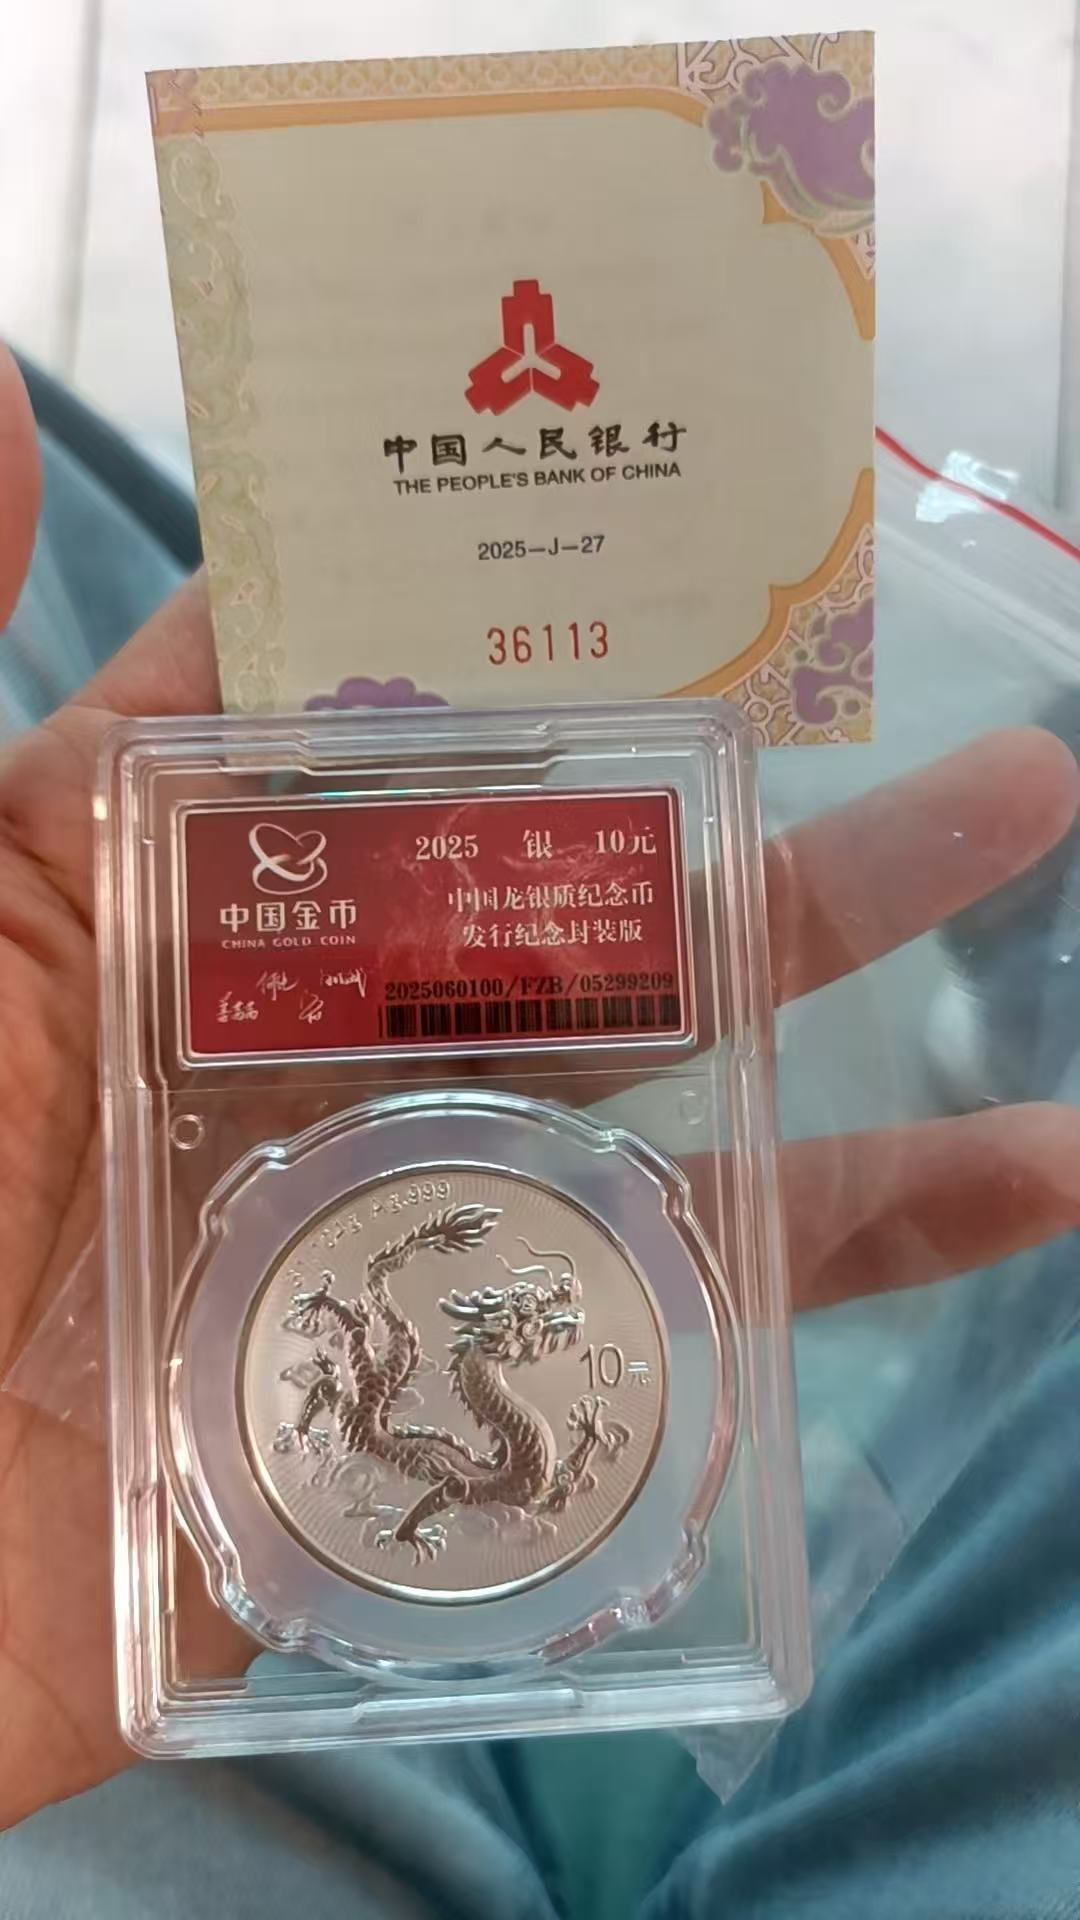 中国人民银行
THE PEOPLE'S BANK OF CHINA
2025—J—27
36113
中国金币
CHINA GOLD COIN
2025 银 10元
中国龙银质纪念币
发行纪念封装版
2025060100/FZB/05299209
Ag.999
10元